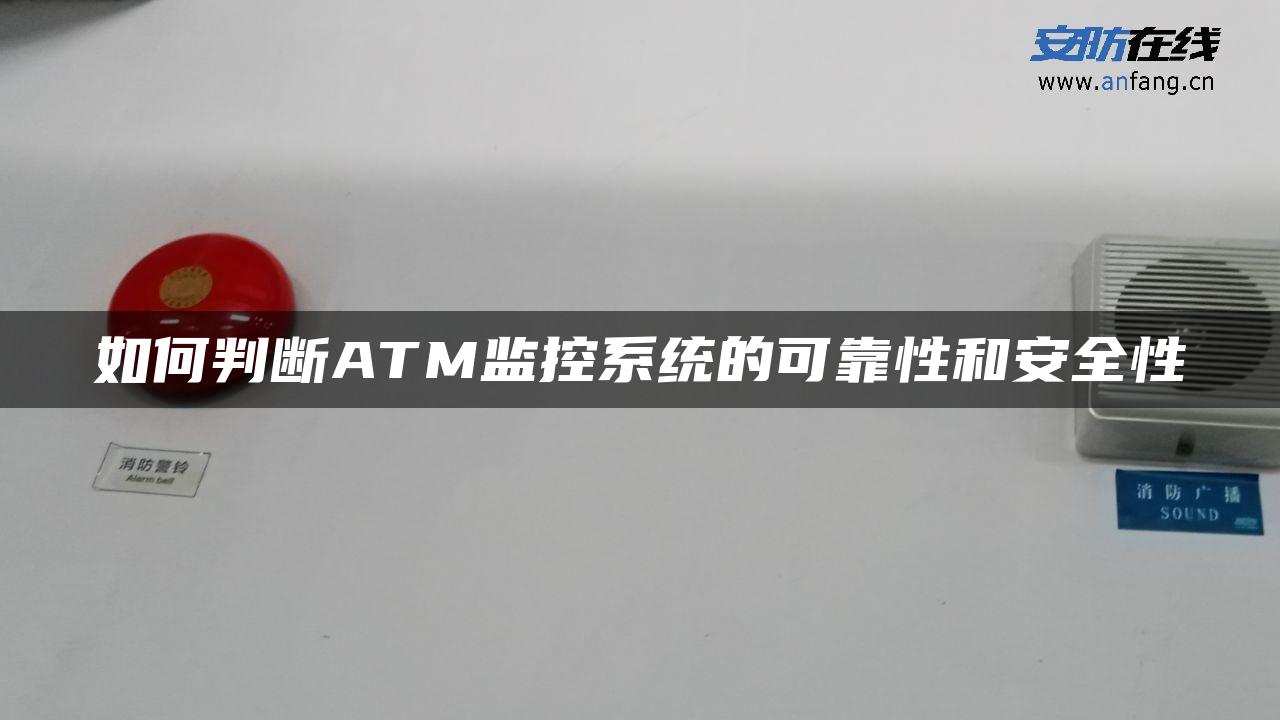 安防在线
www.anfang.cn
如何判断ATM监控系统的可靠性和安全性
消防警铃
Alarm bell
消防广播
SOUND